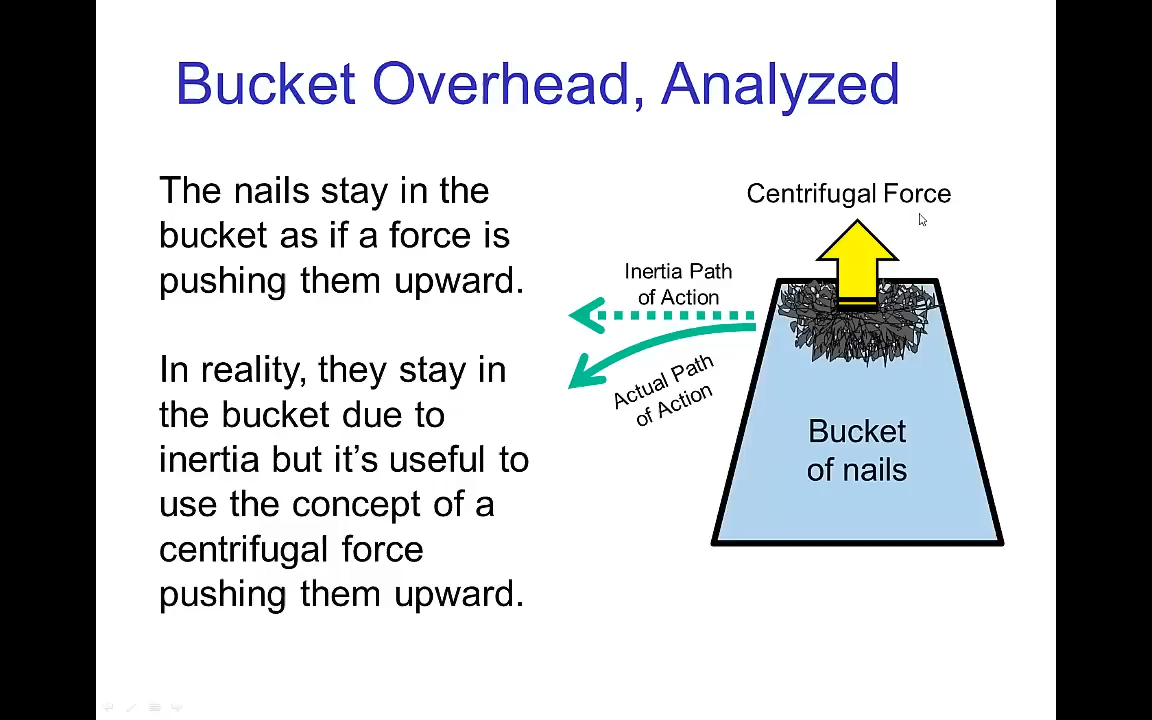 Bucket Overhead, Analyzed
The nails stay in the
bucket as if a force is
pushing them upward.
In reality, they stay in
the bucket due to
inertia but it's useful to
use the concept of a
centrifugal force
pushing them upward.
Centrifugal Force
Inertia Path
of Action
Actual Path
of Action
Bucket
of nails